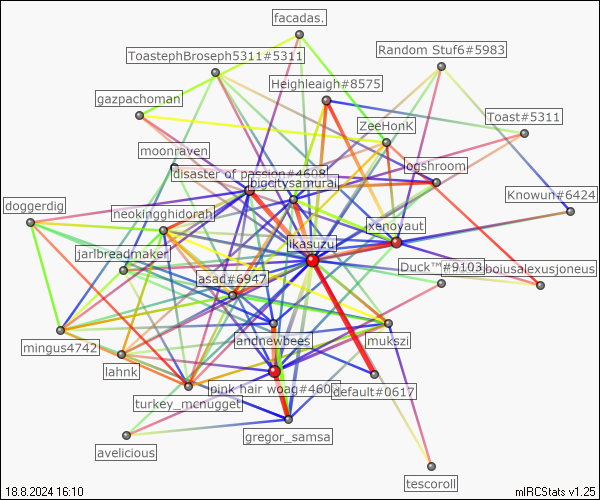 facadas.
ToastephBroseph5311#5311
Random Stuf6#5983
Heighleigh#8575
gazpachoman
Toast#5311
ZeeHonK
moonraven
ogshroom
disaster of passion#4608
bigcitysamurai
Knowun#6424
doggerdig
neokingghidorah
xenoyaut
ikasuzu
jarlbreadmaker
Duck™#9103
boiusalexusjoneus
asad#6947
andnewbees
mukszi
mingus4742
lahnk
pink hair woag#460
default#0617
turkey_mcnugget
gregor_samsa
avelicious
tescoroll
18.8.2024 16:10
mIRCStats v1.25